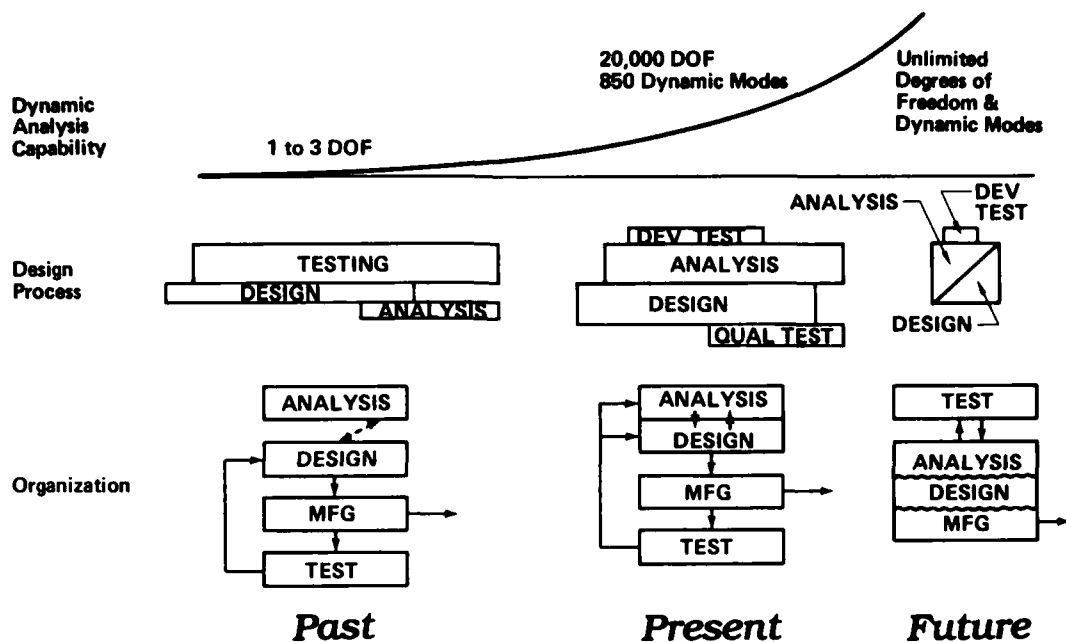 Dynamic
Analysis
Capability
1 to 3 DOF
20,000 DOF
850 Dynamic Modes
Unlimited
Degrees of
Freedom &
Dynamic Modes
Design
Process
TESTING
DESIGN
ANALYSIS
DEV TEST
ANALYSIS
DESIGN
QUAL TEST
ANALYSIS
DEV
TEST
DESIGN
Organization
ANALYSIS
DESIGN
MFG
TEST
ANALYSIS
DESIGN
MFG
TEST
TEST
ANALYSIS
DESIGN
MFG
Past
Present
Future